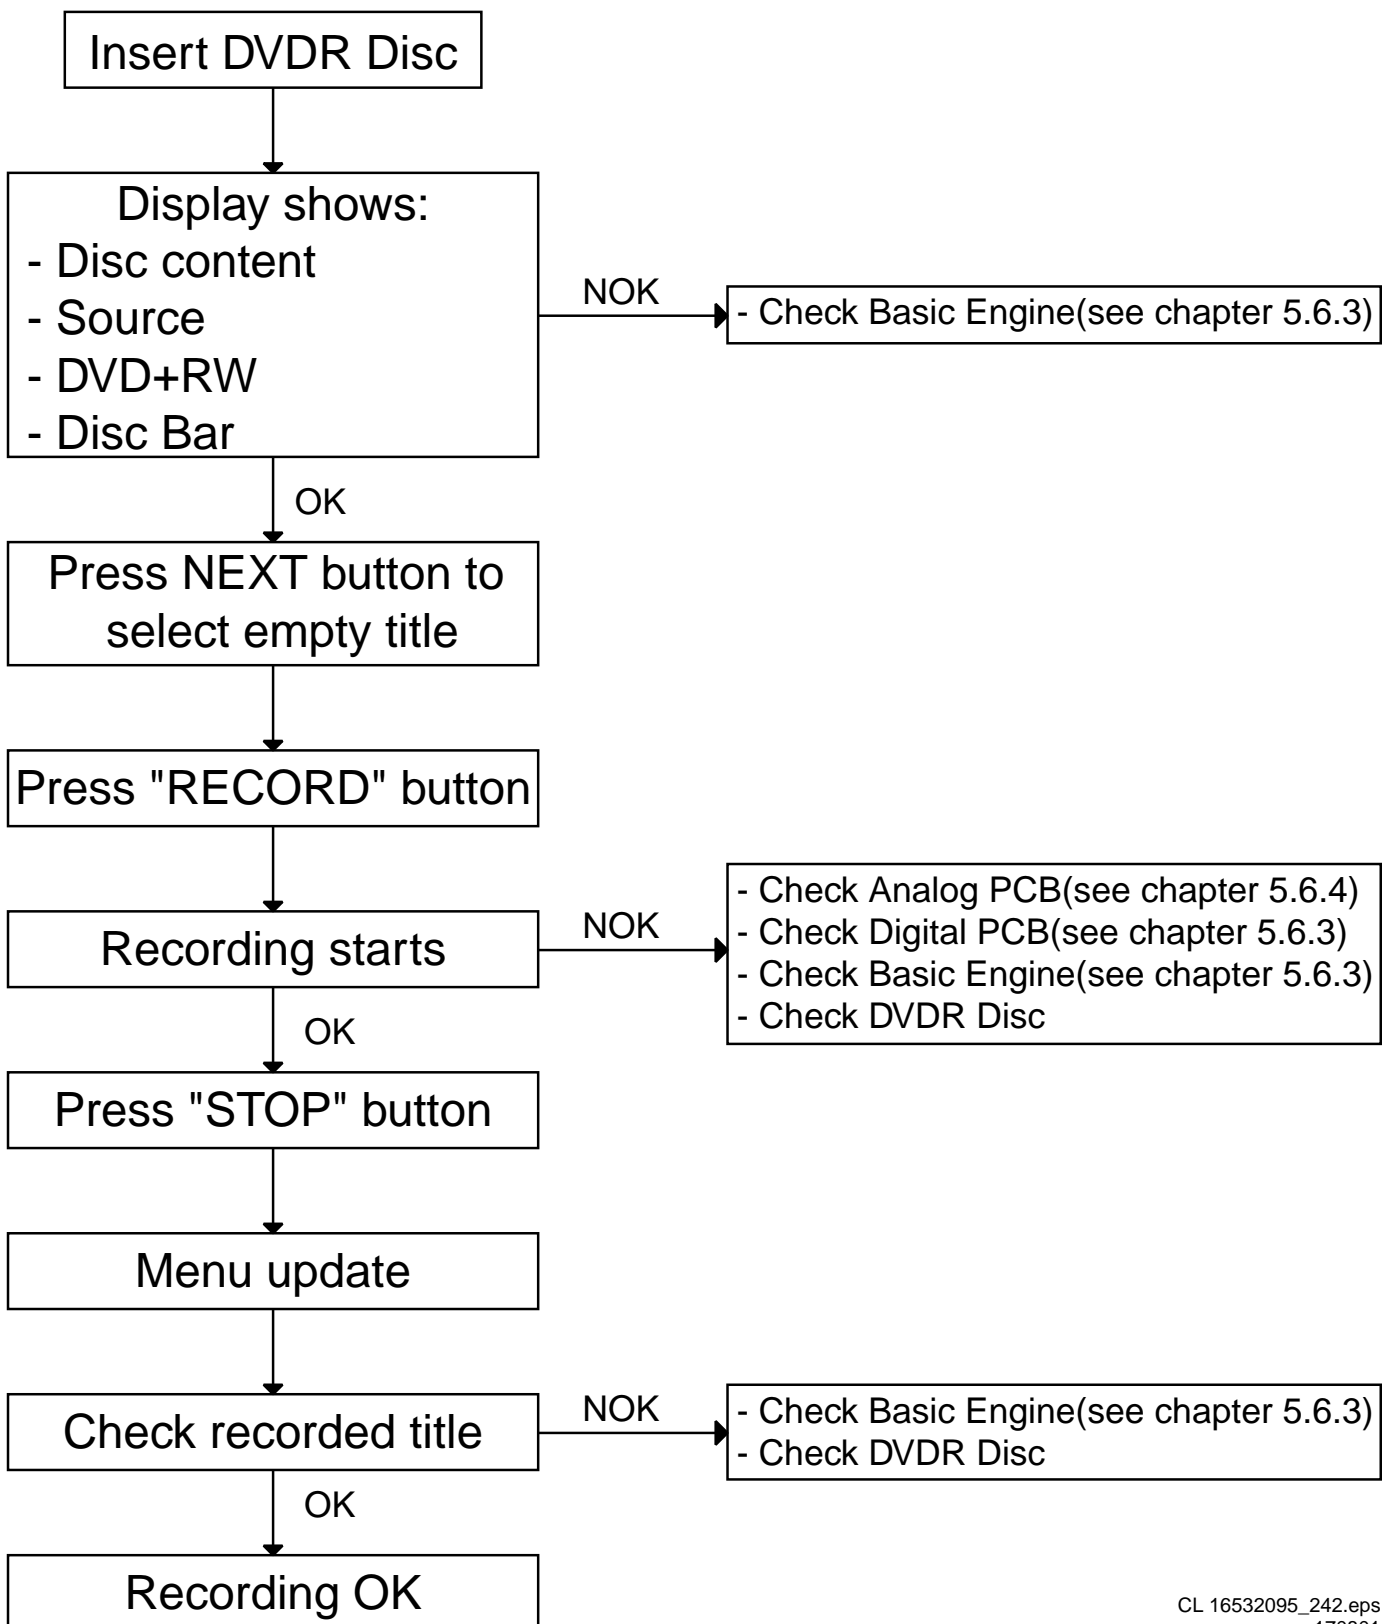 Insert DVDR Disc
Display shows:
- Disc content
- Source
- DVD+RW
- Disc Bar
NOK
- Check Basic Engine(see chapter 5.6.3)
OK
Press NEXT button to
select empty title
Press "RECORD" button
Recording starts
NOK
- Check Analog PCB(see chapter 5.6.4)
- Check Digital PCB(see chapter 5.6.3)
- Check Basic Engine(see chapter 5.6.3)
- Check DVDR Disc
OK
Press "STOP" button
Menu update
Check recorded title
NOK
- Check Basic Engine(see chapter 5.6.3)
- Check DVDR Disc
OK
Recording OK
CL 16532095_242.eps